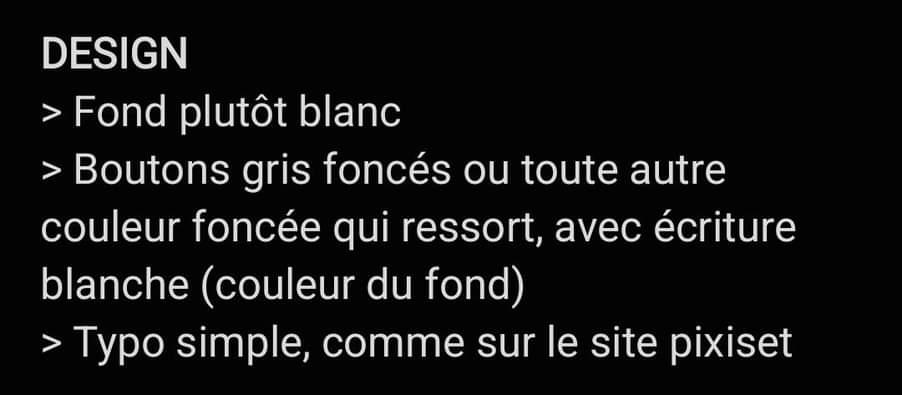 DESIGN
> Fond plutôt blanc
> Boutons gris foncés ou toute autre
couleur foncée qui ressort, avec écriture
blanche (couleur du fond)
> Typo simple, comme sur le site pixiset